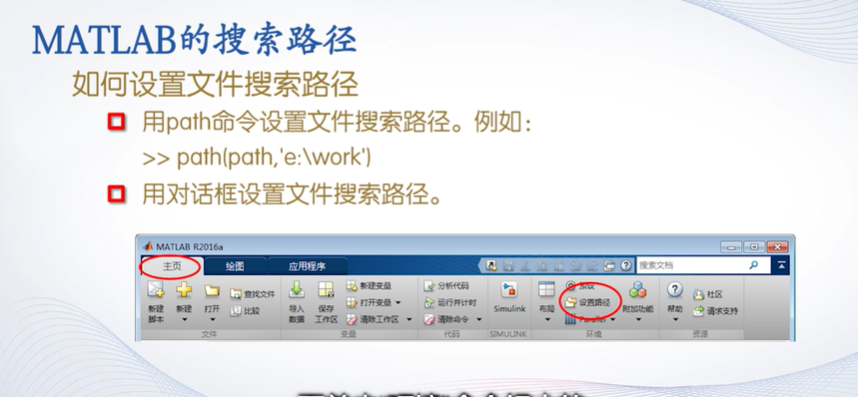 MATLAB的搜索路径
如何设置文件搜索路径
用path命令设置文件搜索路径。例如：
>> path(path,'e:\work')
用对话框设置文件搜索路径。
MATLAB R2016a
主页 绘图 应用程序 搜索文档
新建脚本 新建 打开 查找文件 比较
导入数据 保存工作区 新建变量 打开变量 清除工作区
分析代码 运行并计时 清除命令
Simulink 布局 设置路径 Parallel 附加功能
帮助 社区 请求支持
文件 变量 代码 SIMULINK 环境 资源